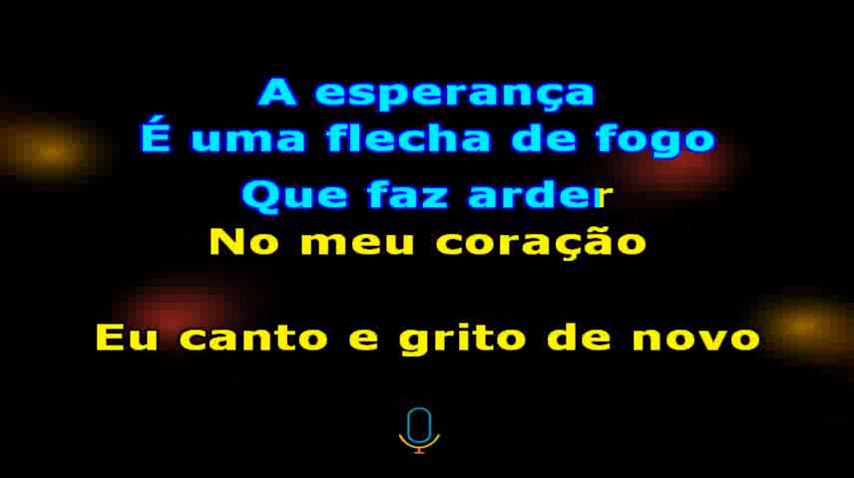 A esperança
É uma flecha de fogo
Que faz arder
No meu coração
Eu canto e grito de novo